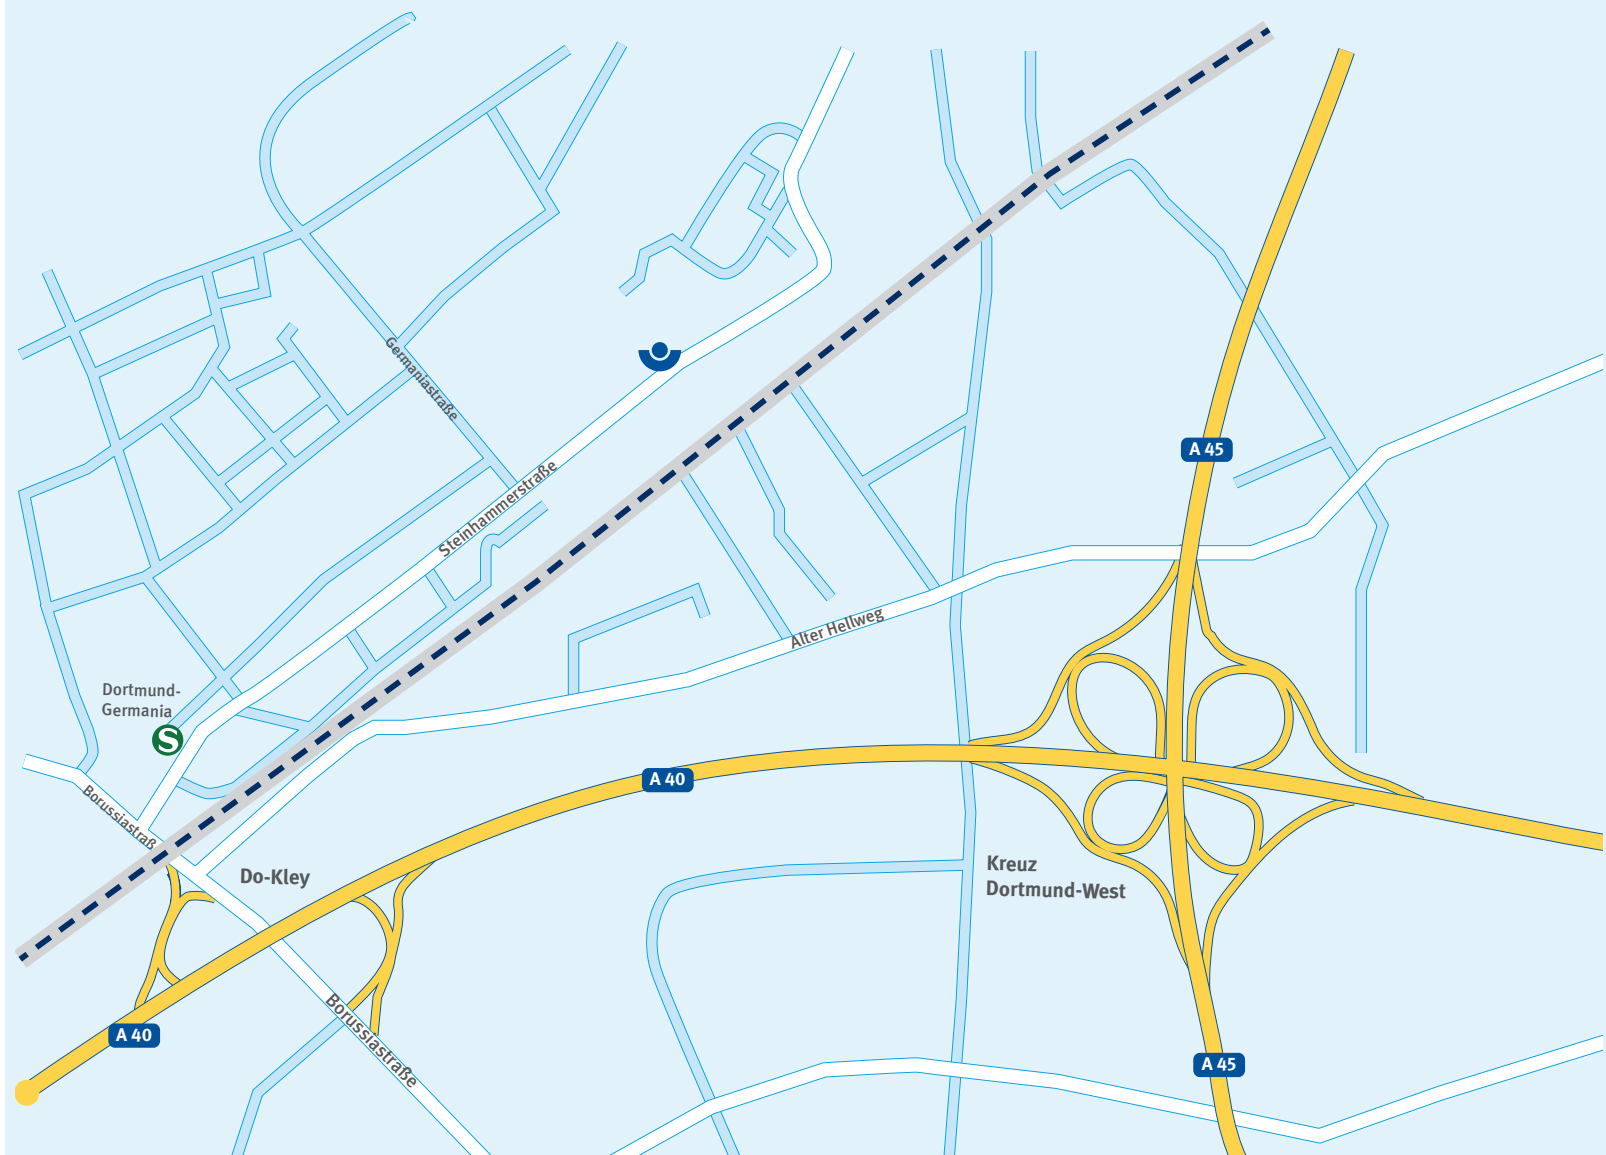 Germaniastraße
A 45
Steinhammerstraße
Alter Hellweg
Dortmund-
Germania
S
A 40
Borussiastraß
Do-Kley
Kreuz
Dortmund-West
Borussiastraße
A 40
A 45